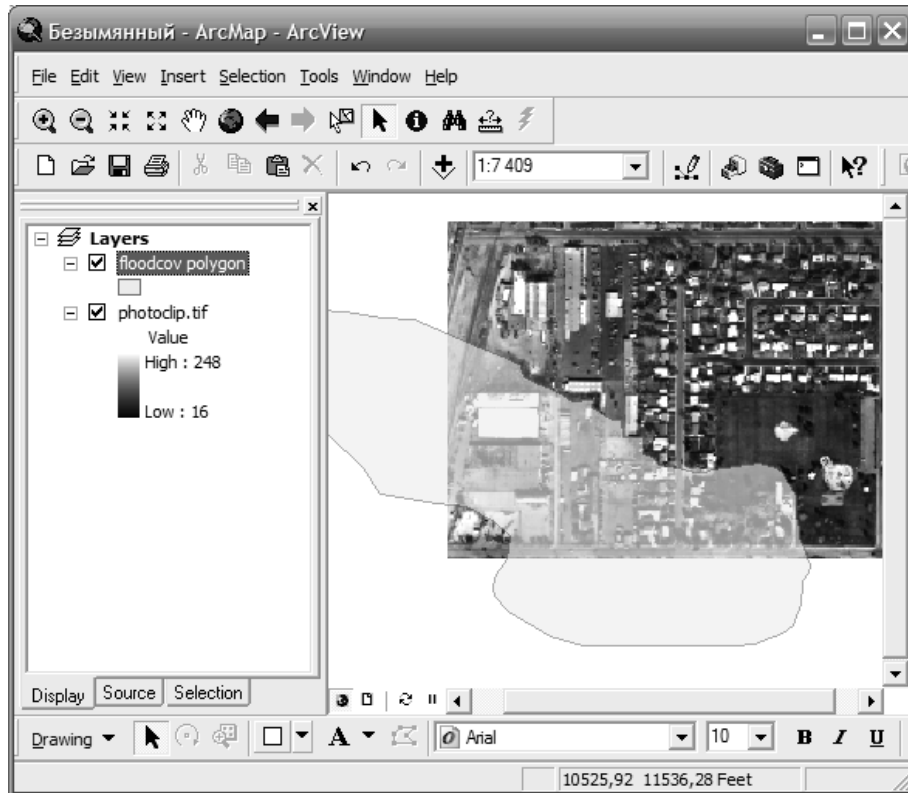 Безымянный - ArcMap - ArcView
File Edit View Insert Selection Tools Window Help
1:7 409
Layers
floodcov polygon
photoclip.tif
Value
High : 248
Low : 16
Display Source Selection
Drawing A Arial 10 B I U
10525,92 11536,28 Feet